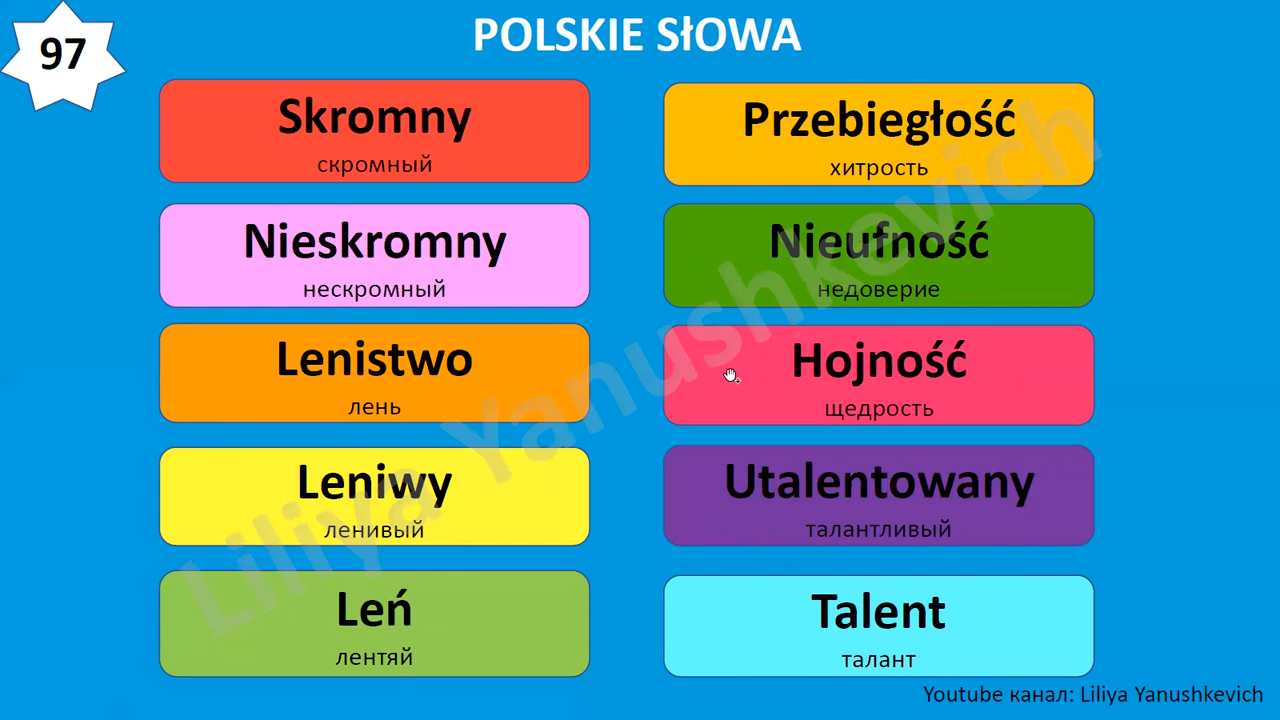 97
POLSKIE SłOWA
Skromny
скромный
Nieskromny
нескромный
Lenistwo
лень
Leniwy
ленивый
Leń
лентяй
Przebiegłość
хитрость
Nieufność
недоверие
Hojność
щедрость
Utalentowany
талантливый
Talent
талант
Liliya Yanushkevich
Youtube канал: Liliya Yanushkevich